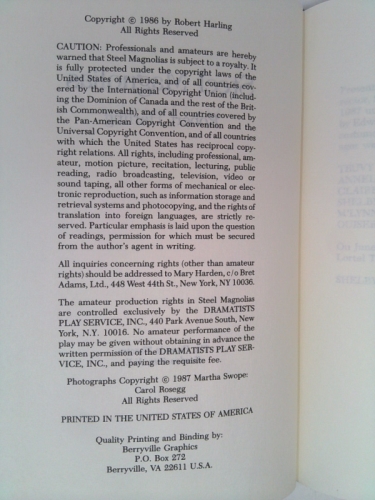 Copyright © 1986 by Robert Harling
All Rights Reserved
CAUTION: Professionals and amateurs are hereby
warned that Steel Magnolias is subject to a royalty. It
is fully protected under the copyright laws of the
United States of America, and of all countries cov-
ered by the International Copyright Union (includ-
ing the Dominion of Canada and the rest of the Brit-
ish Commonwealth), and of all countries covered by
the Pan-American Copyright Convention and the
Universal Copyright Convention, and of all countries
with which the United States has reciprocal copy-
right relations. All rights, including professional, am-
ateur, motion picture, recitation, lecturing, public
reading, radio broadcasting, television, video or
sound taping, all other forms of mechanical or elec-
tronic reproduction, such as information storage and
retrieval systems and photocopying, and the rights of
translation into foreign languages, are strictly re-
served. Particular emphasis is laid upon the question
of readings, permission for which must be secured
from the author's agent in writing.
All inquiries concerning rights (other than amateur
rights) should be addressed to Mary Harden, c/o Bret
Adams, Ltd., 448 West 44th St., New York, NY 10036.
The amateur production rights in Steel Magnolias
are controlled exclusively by the DRAMATISTS
PLAY SERVICE, INC., 440 Park Avenue South, New
York, N.Y. 10016. No amateur performance of the
play may be given without obtaining in advance the
written permission of the DRAMATISTS PLAY SER-
VICE, INC., and paying the requisite fee.
Photographs Copyright © 1987 Martha Swope:
Carol Rosegg
All Rights Reserved
PRINTED IN THE UNITED STATES OF AMERICA
Quality Printing and Binding by:
Berryville Graphics
P.O. Box 272
Berryville, VA 22611 U.S.A.